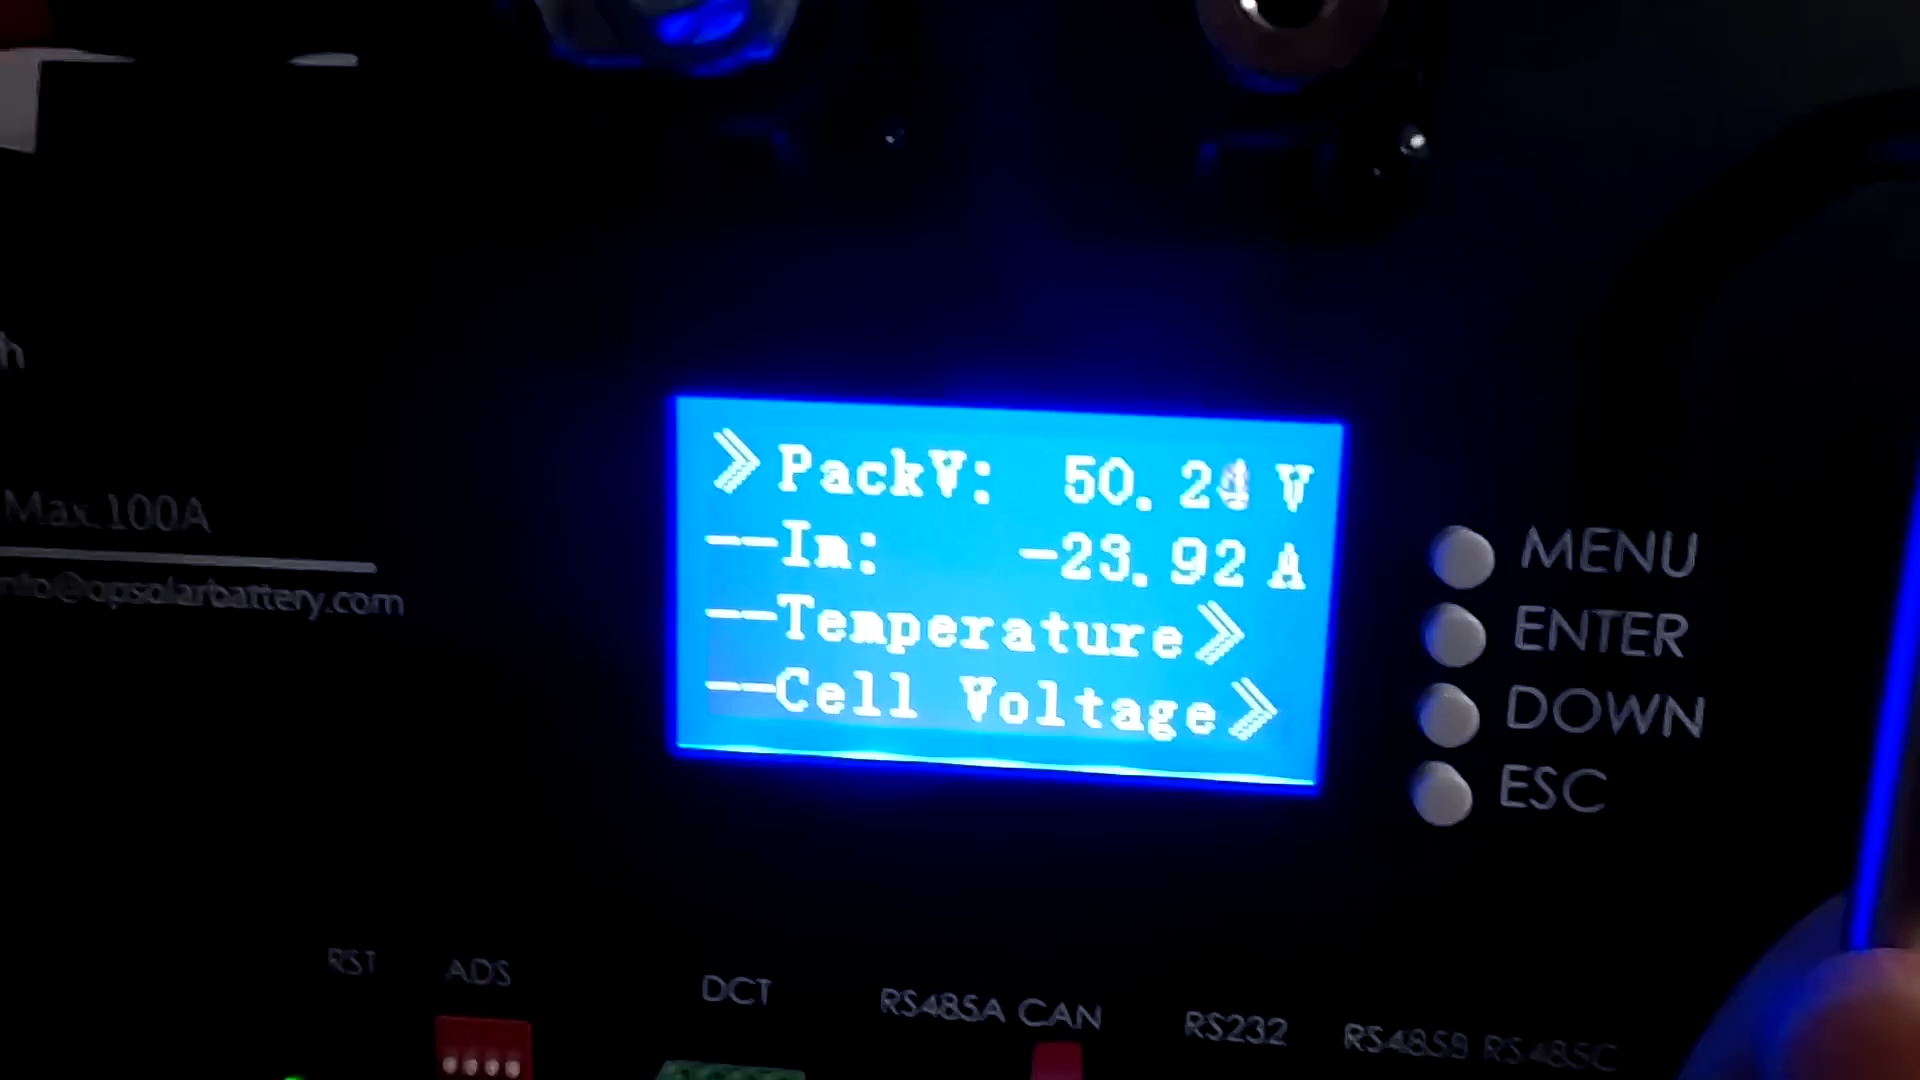 h
Max.100A
info@opsolarbattery.com
PackV: 50.24 V
--Im: -23.92 A
--Temperature
--Cell Voltage
MENU
ENTER
DOWN
ESC
RST
ADS
DCT
RS485A
CAN
RS232
RS485B
RS485C